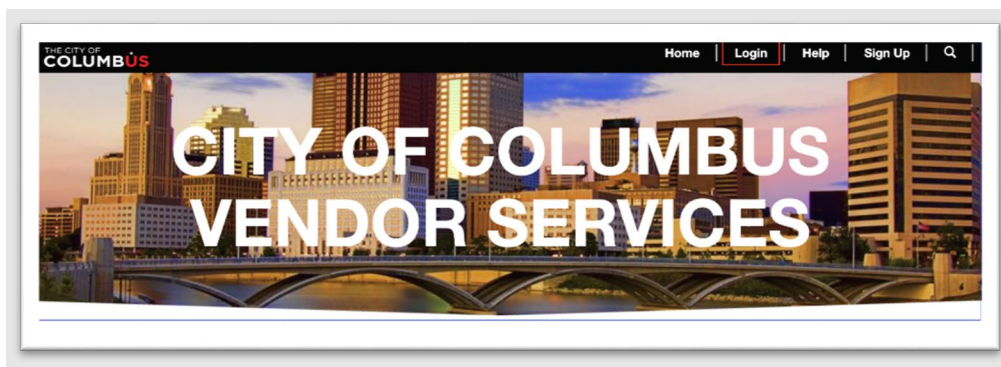 THE CITY OF
COLUMBUS
Home | Login | Help | Sign Up |
CITY OF COLUMBUS
VENDOR SERVICES